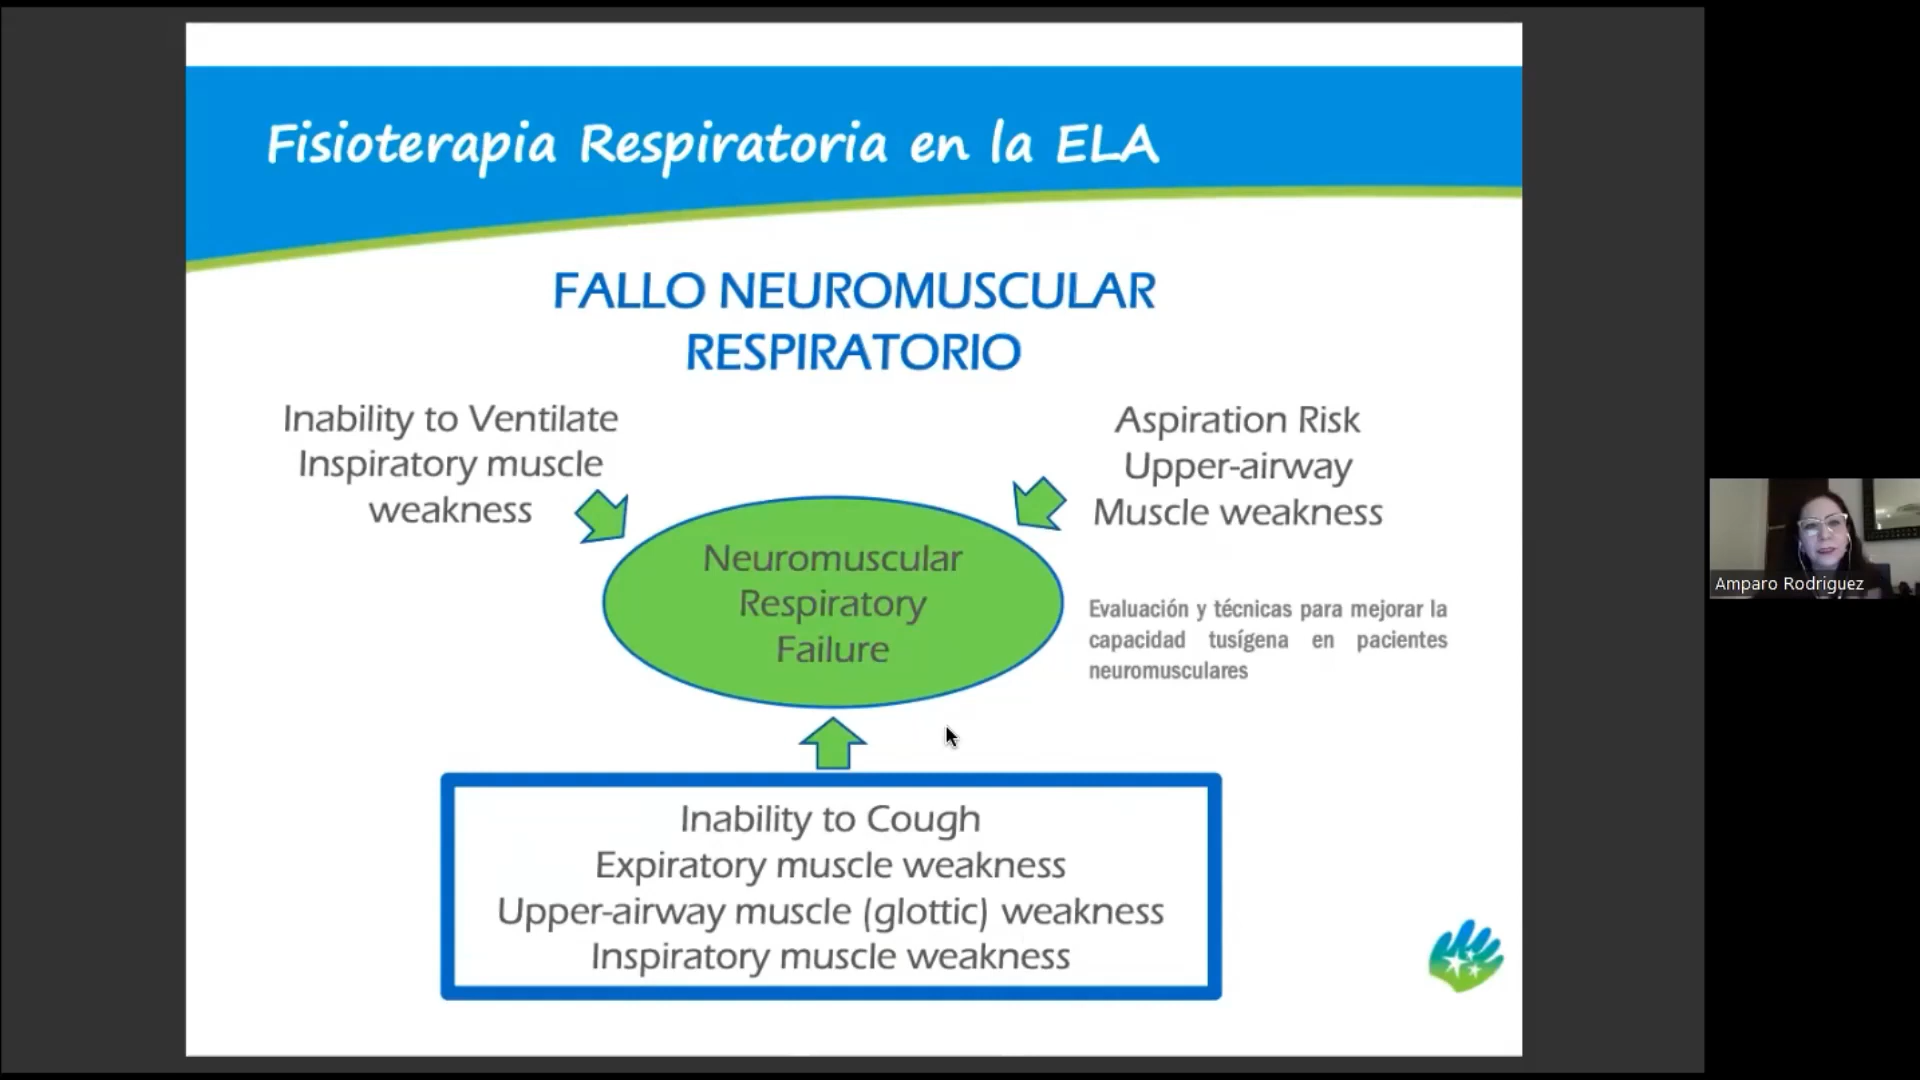 Fisioterapia Respiratoria en la ELA
FALLO NEUROMUSCULAR
RESPIRATORIO
Inability to Ventilate
Inspiratory muscle
weakness
Aspiration Risk
Upper-airway
Muscle weakness
Neuromuscular
Respiratory
Failure
Evaluación y técnicas para mejorar la
capacidad tusígena en pacientes
neuromusculares
Inability to Cough
Expiratory muscle weakness
Upper-airway muscle (glottic) weakness
Inspiratory muscle weakness
Amparo Rodriguez